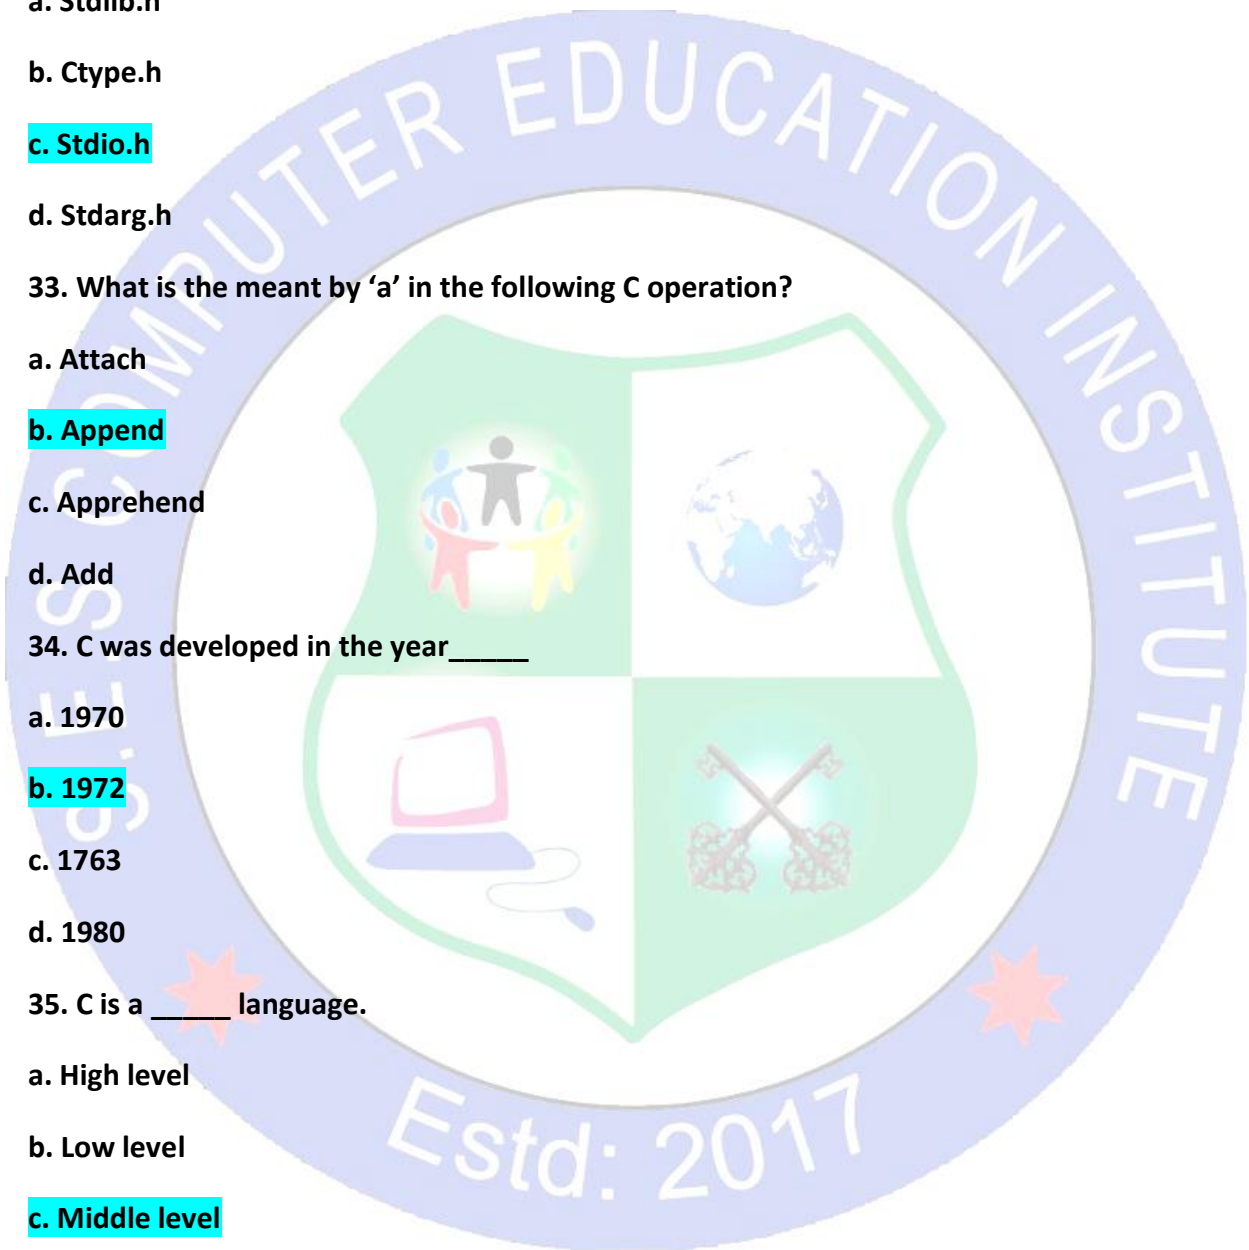 a. Stdlib.h
b. Ctype.h
c. Stdio.h
d. Stdarg.h
33. What is the meant by ‘a’ in the following C operation?
a. Attach
b. Append
c. Apprehend
d. Add
34. C was developed in the year_____
a. 1970
b. 1972
c. 1763
d. 1980
35. C is a _____ language.
a. High level
b. Low level
c. Middle level
S.E.S COMPUTER EDUCATION INSTITUTE
Estd: 2017